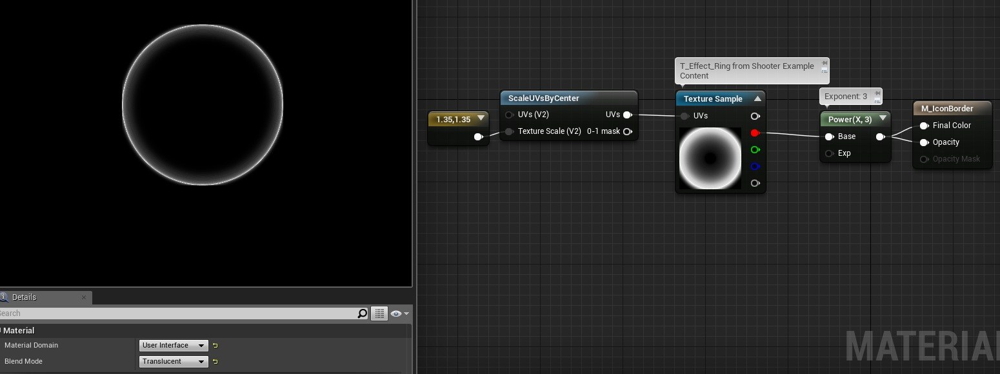 T_Effect_Ring from Shooter Example
Content
ScaleUVsByCenter
Texture Sample
Exponent: 3
1.35,1.35
UVs (V2)
UVs
UVs
Power(X, 3)
M_IconBorder
Texture Scale (V2)
0-1 mask
Base
Final Color
Exp
Opacity
Opacity Mask
Details
Search
Material
Material Domain
User Interface
Blend Mode
Translucent
MATERIA